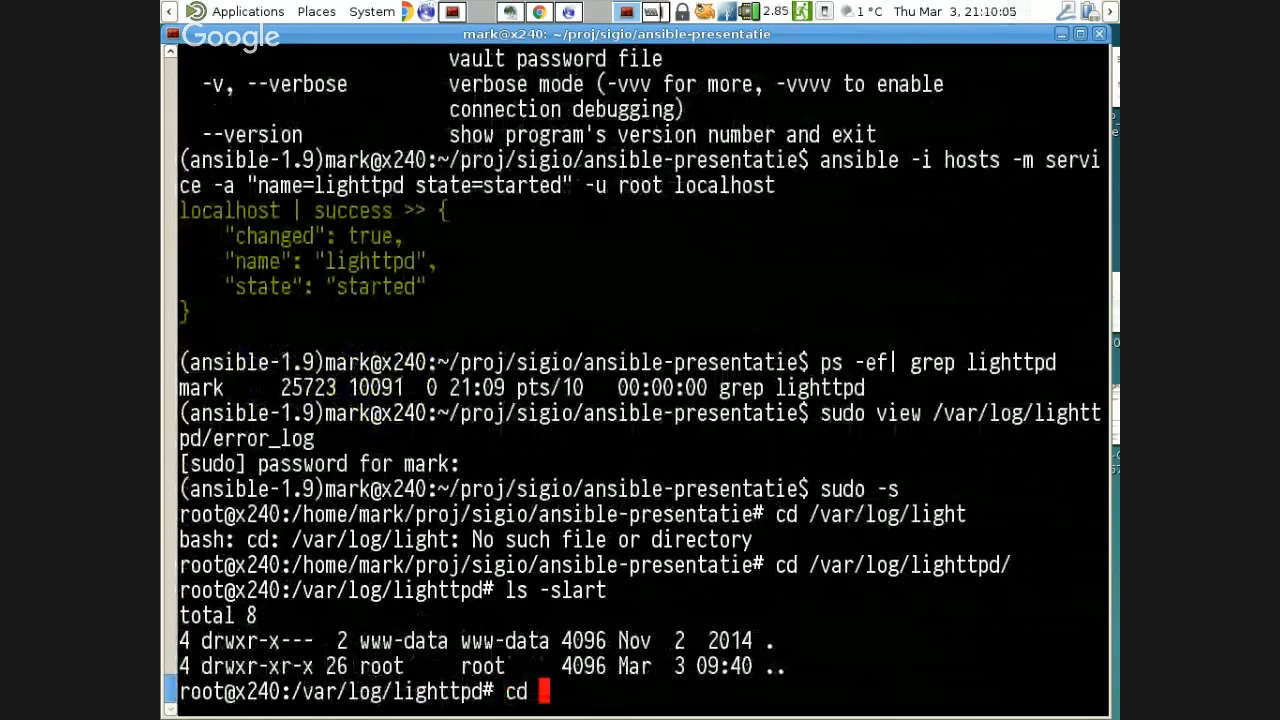 Applications Places System 2.85 1 °C Thu Mar 3, 21:10:05
Google
mark@x240: ~/proj/sigio/ansible-presentatie
vault password file
-v, --verbose verbose mode (-vvv for more, -vvvv to enable
connection debugging)
--version show program's version number and exit
(ansible-1.9)mark@x240:~/proj/sigio/ansible-presentatie$ ansible -i hosts -m servi
ce -a "name=lighttpd state=started" -u root localhost
localhost | success >> {
"changed": true,
"name": "lighttpd",
"state": "started"
}
(ansible-1.9)mark@x240:~/proj/sigio/ansible-presentatie$ ps -ef| grep lighttpd
mark 25723 10091 0 21:09 pts/10 00:00:00 grep lighttpd
(ansible-1.9)mark@x240:~/proj/sigio/ansible-presentatie$ sudo view /var/log/lightt
pd/error_log
[sudo] password for mark:
(ansible-1.9)mark@x240:~/proj/sigio/ansible-presentatie$ sudo -s
root@x240:/home/mark/proj/sigio/ansible-presentatie# cd /var/log/light
bash: cd: /var/log/light: No such file or directory
root@x240:/home/mark/proj/sigio/ansible-presentatie# cd /var/log/lighttpd/
root@x240:/var/log/lighttpd# ls -slart
total 8
4 drwxr-x--- 2 www-data www-data 4096 Nov 2 2014 .
4 drwxr-xr-x 26 root root 4096 Mar 3 09:40 ..
root@x240:/var/log/lighttpd# cd